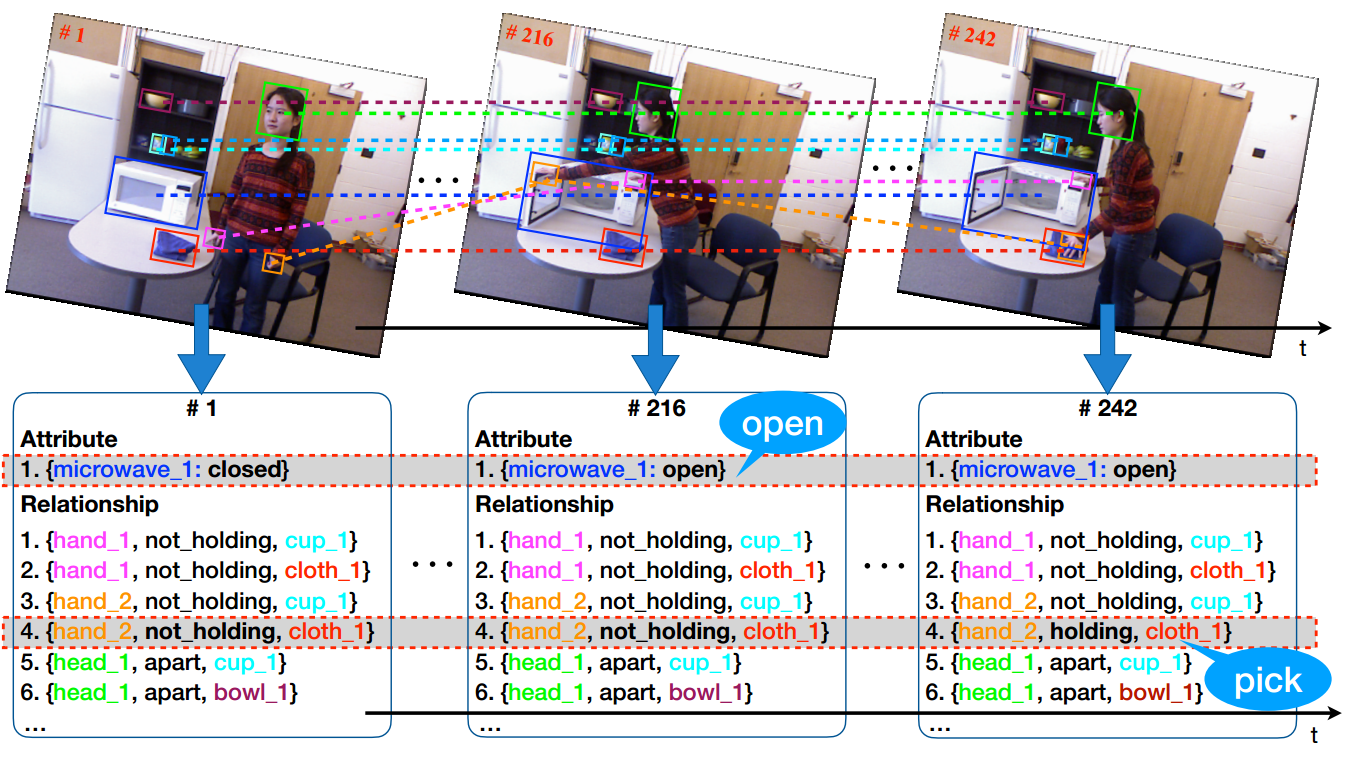 # 1
# 216
# 242
...
...
t
# 1
Attribute
1. {microwave_1: closed}
Relationship
1. {hand_1, not_holding, cup_1}
2. {hand_1, not_holding, cloth_1}
3. {hand_2, not_holding, cup_1}
4. {hand_2, not_holding, cloth_1}
5. {head_1, apart, cup_1}
6. {head_1, apart, bowl_1}
...
...
# 216
open
Attribute
1. {microwave_1: open}
Relationship
1. {hand_1, not_holding, cup_1}
2. {hand_1, not_holding, cloth_1}
3. {hand_2, not_holding, cup_1}
4. {hand_2, not_holding, cloth_1}
5. {head_1, apart, cup_1}
6. {head_1, apart, bowl_1}
...
...
# 242
Attribute
1. {microwave_1: open}
Relationship
1. {hand_1, not_holding, cup_1}
2. {hand_1, not_holding, cloth_1}
3. {hand_2, not_holding, cup_1}
4. {hand_2, holding, cloth_1}
5. {head_1, apart, cup_1}
6. {head_1, apart, bowl_1}
...
pick
t